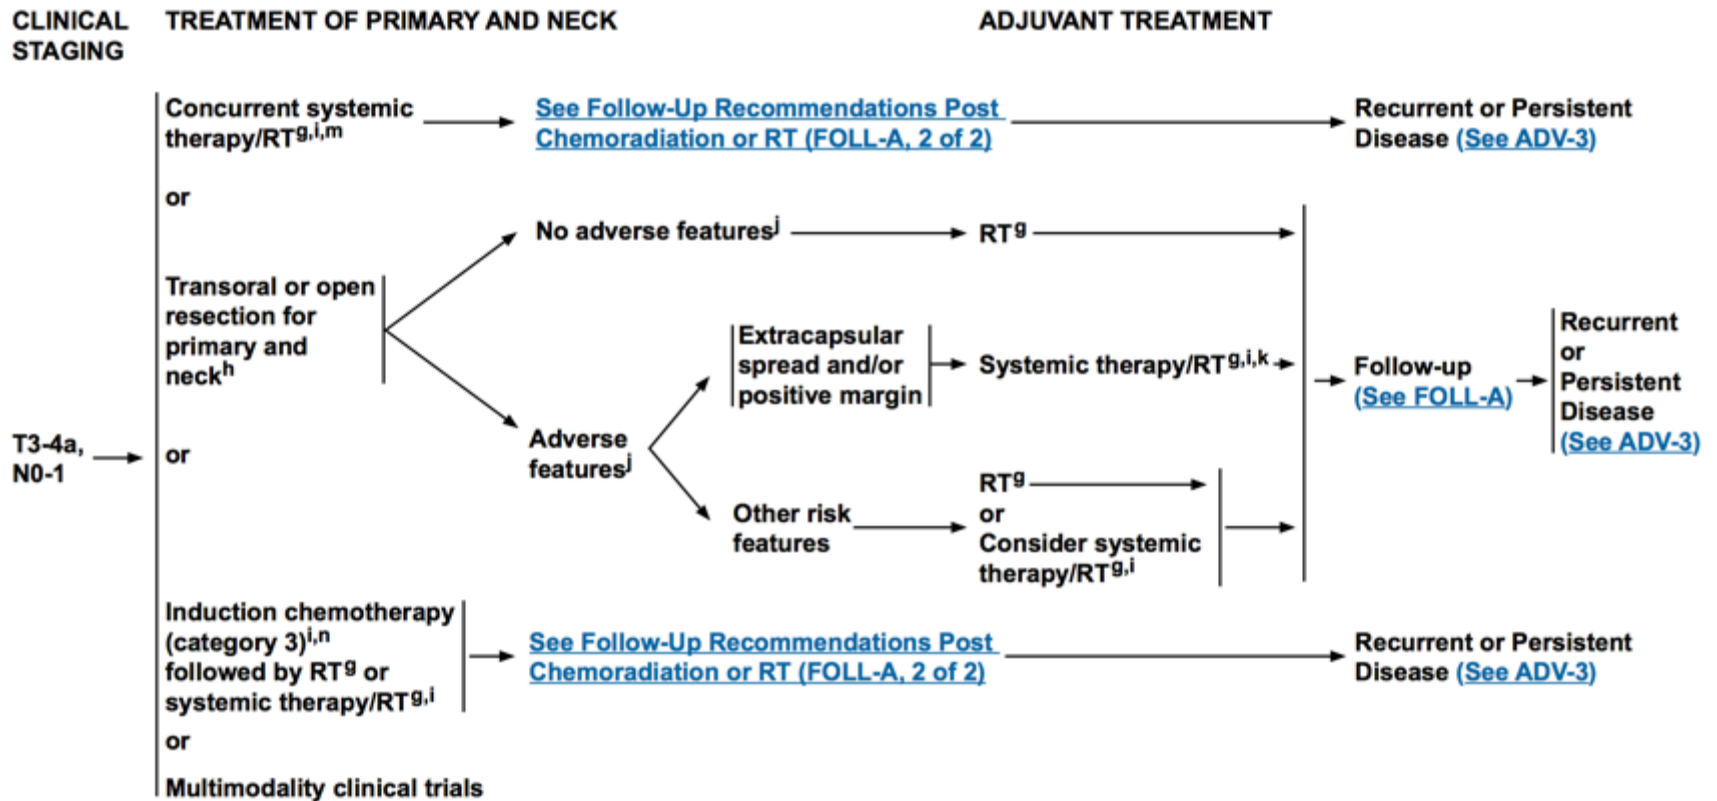 CLINICAL
STAGING
TREATMENT OF PRIMARY AND NECK
ADJUVANT TREATMENT
T3-4a,
N0-1
Concurrent systemic
therapy/RTg,i,m
See Follow-Up Recommendations Post
Chemoradiation or RT (FOLL-A, 2 of 2)
Recurrent or Persistent
Disease (See ADV-3)
or
Transoral or open
resection for
primary and
neckh
No adverse featuresj
RTg
Adverse
featuresj
Extracapsular
spread and/or
positive margin
Systemic therapy/RTg,i,k
Other risk
features
RTg
or
Consider systemic
therapy/RTg,i
Follow-up
(See FOLL-A)
Recurrent
or
Persistent
Disease
(See ADV-3)
or
Induction chemotherapy
(category 3)i,n
followed by RTg or
systemic therapy/RTg,i
See Follow-Up Recommendations Post
Chemoradiation or RT (FOLL-A, 2 of 2)
Recurrent or Persistent
Disease (See ADV-3)
or
Multimodality clinical trials